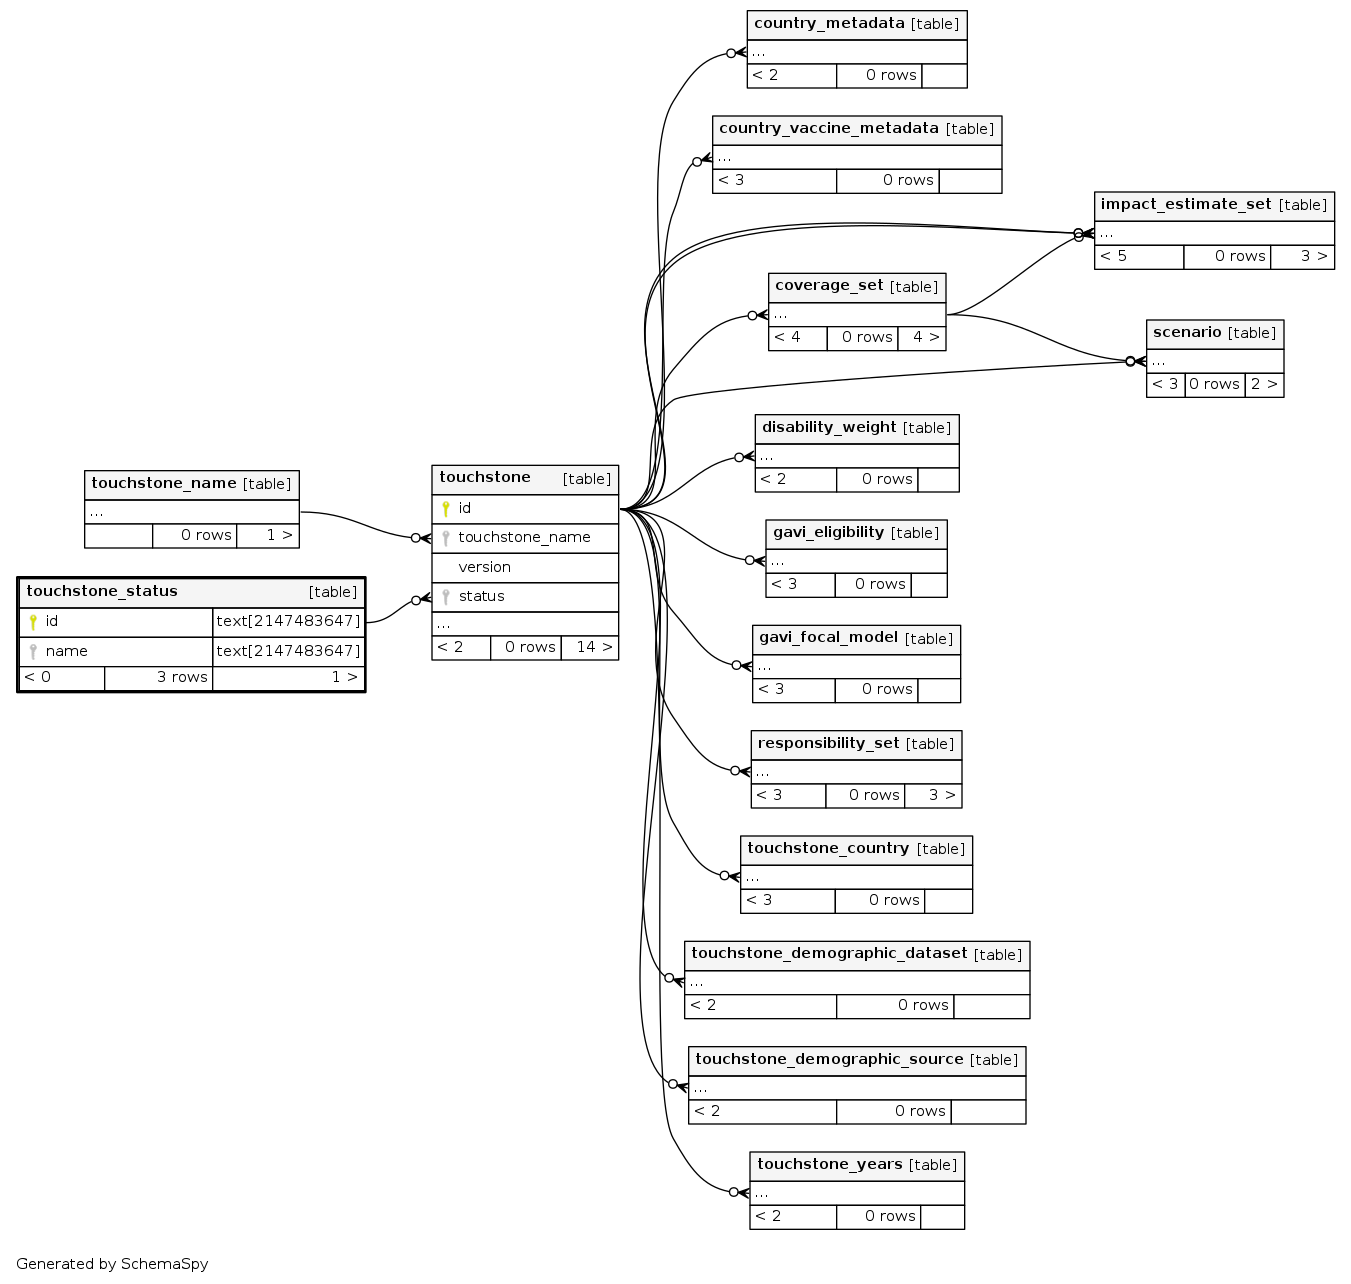 country_metadata [table]
...
< 2 0 rows
country_vaccine_metadata [table]
...
< 3 0 rows
impact_estimate_set [table]
...
< 5 0 rows 3 >
coverage_set [table]
...
< 4 0 rows 4 >
scenario [table]
...
< 3 0 rows 2 >
disability_weight [table]
...
< 2 0 rows
touchstone_name [table]
...
0 rows 1 >
touchstone [table]
id
touchstone_name
version
status
...
< 2 0 rows 14 >
touchstone_status [table]
id text[2147483647]
name text[2147483647]
< 0 3 rows 1 >
gavi_eligibility [table]
...
< 3 0 rows
gavi_focal_model [table]
...
< 3 0 rows
responsibility_set [table]
...
< 3 0 rows 3 >
touchstone_country [table]
...
< 3 0 rows
touchstone_demographic_dataset [table]
...
< 2 0 rows
touchstone_demographic_source [table]
...
< 2 0 rows
touchstone_years [table]
...
< 2 0 rows
Generated by SchemaSpy